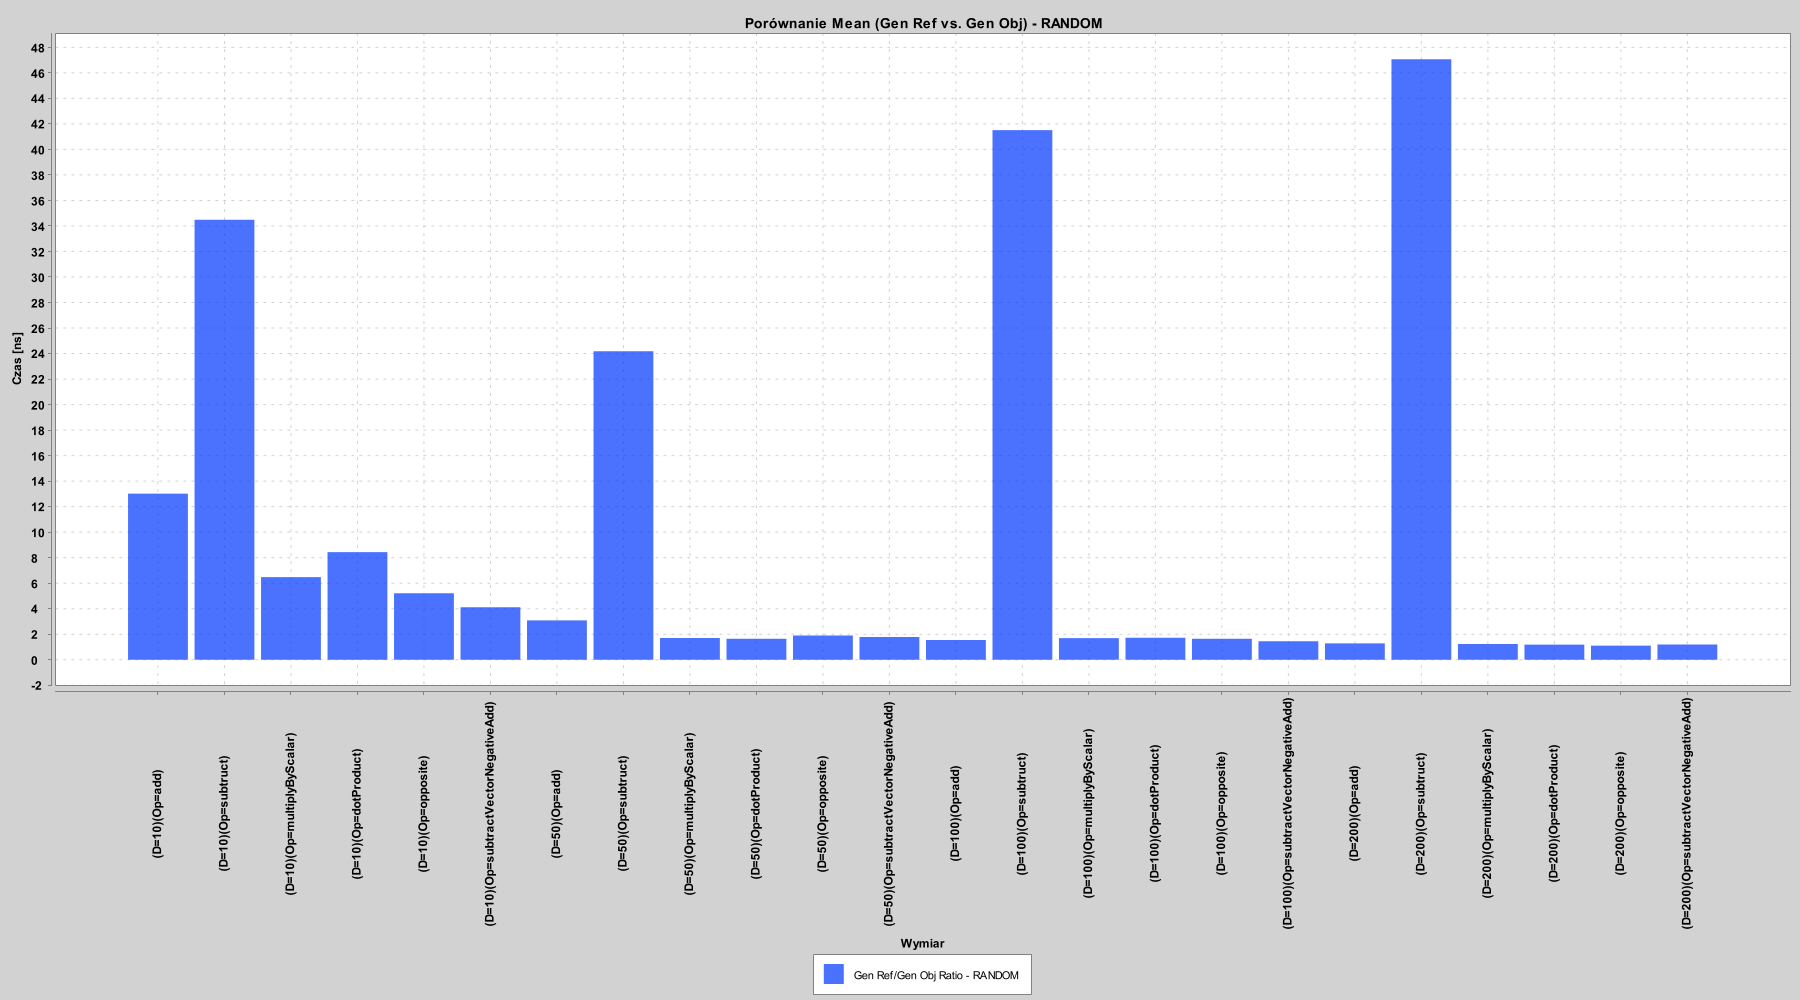 Porównanie Mean (Gen Ref vs. Gen Obj) - RANDOM
48
46
44
42
40
38
36
34
32
30
28
26
24
22
20
18
16
14
12
10
8
6
4
2
0
-2
Czas [ns]
(D=10)(Op=add)
(D=10)(Op=subtruct)
(D=10)(Op=multiplyByScalar)
(D=10)(Op=dotProduct)
(D=10)(Op=opposite)
(D=10)(Op=subtractVectorNegativeAdd)
(D=50)(Op=add)
(D=50)(Op=subtruct)
(D=50)(Op=multiplyByScalar)
(D=50)(Op=dotProduct)
(D=50)(Op=opposite)
(D=50)(Op=subtractVectorNegativeAdd)
(D=100)(Op=add)
(D=100)(Op=subtruct)
(D=100)(Op=multiplyByScalar)
(D=100)(Op=dotProduct)
(D=100)(Op=opposite)
(D=100)(Op=subtractVectorNegativeAdd)
(D=200)(Op=add)
(D=200)(Op=subtruct)
(D=200)(Op=multiplyByScalar)
(D=200)(Op=dotProduct)
(D=200)(Op=opposite)
(D=200)(Op=subtractVectorNegativeAdd)
Wymiar
Gen Ref/Gen Obj Ratio - RANDOM